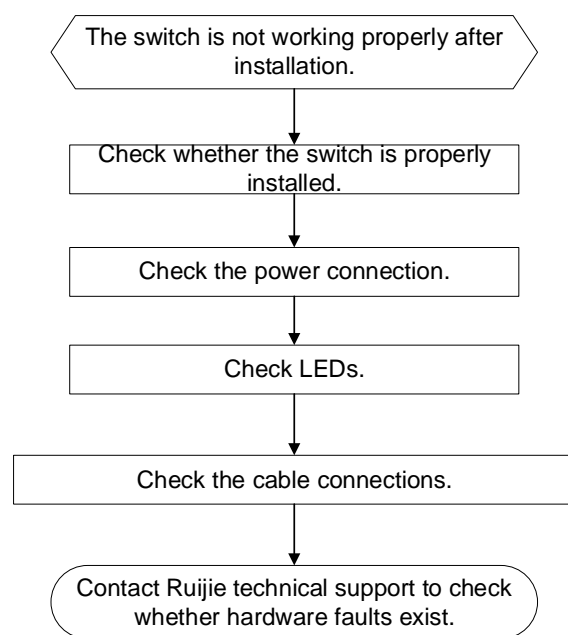 The switch is not working properly after
installation.
Check whether the switch is properly
installed.
Check the power connection.
Check LEDs.
Check the cable connections.
Contact Ruijie technical support to check
whether hardware faults exist.